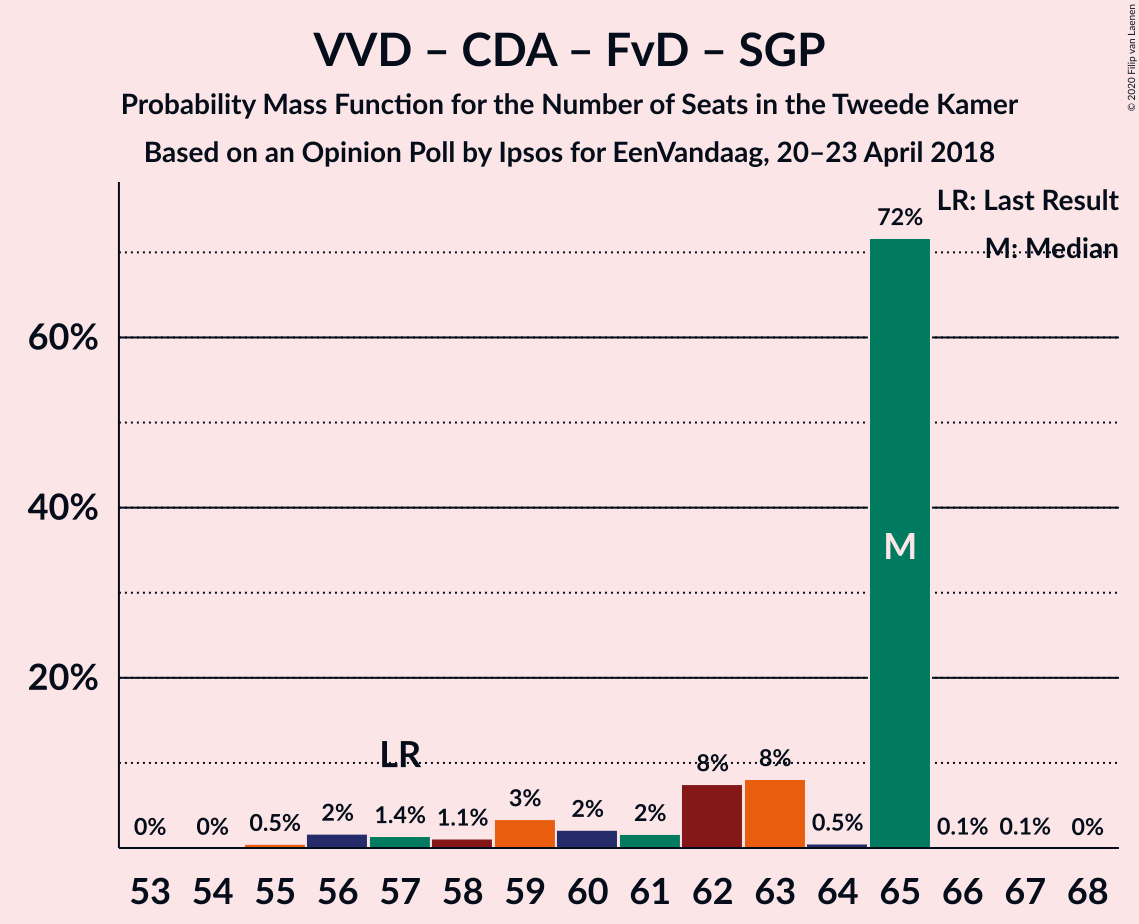 VVD – CDA – FvD – SGP
Probability Mass Function for the Number of Seats in the Tweede Kamer
Based on an Opinion Poll by Ipsos for EenVandaag, 20–23 April 2018
© 2020 Filip van Laenen
LR: Last Result
M: Median
60%
40%
20%
0% 0% 0.5% 2% 1.4% 1.1% 3% 2% 2% 8% 8% 0.5% 72% 0.1% 0.1% 0%
LR
M
53 54 55 56 57 58 59 60 61 62 63 64 65 66 67 68